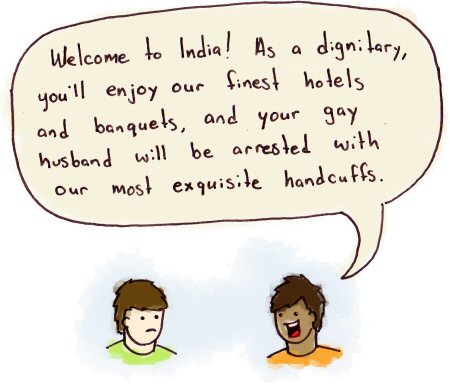 Welcome to India! As a dignitary,
you'll enjoy our finest hotels
and banquets, and your gay
husband will be arrested with
our most exquisite handcuffs.